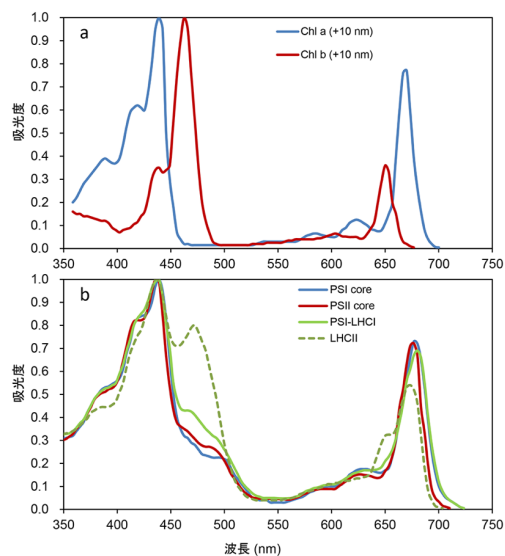 a
Chl a (+10 nm)
Chl b (+10 nm)
吸光度
1.0
0.9
0.8
0.7
0.6
0.5
0.4
0.3
0.2
0.1
0.0
350 400 450 500 550 600 650 700 750
b
PSI core
PSII core
PSI-LHCI
LHCII
吸光度
1.0
0.9
0.8
0.7
0.6
0.5
0.4
0.3
0.2
0.1
0.0
350 400 450 500 550 600 650 700 750
波長 (nm)